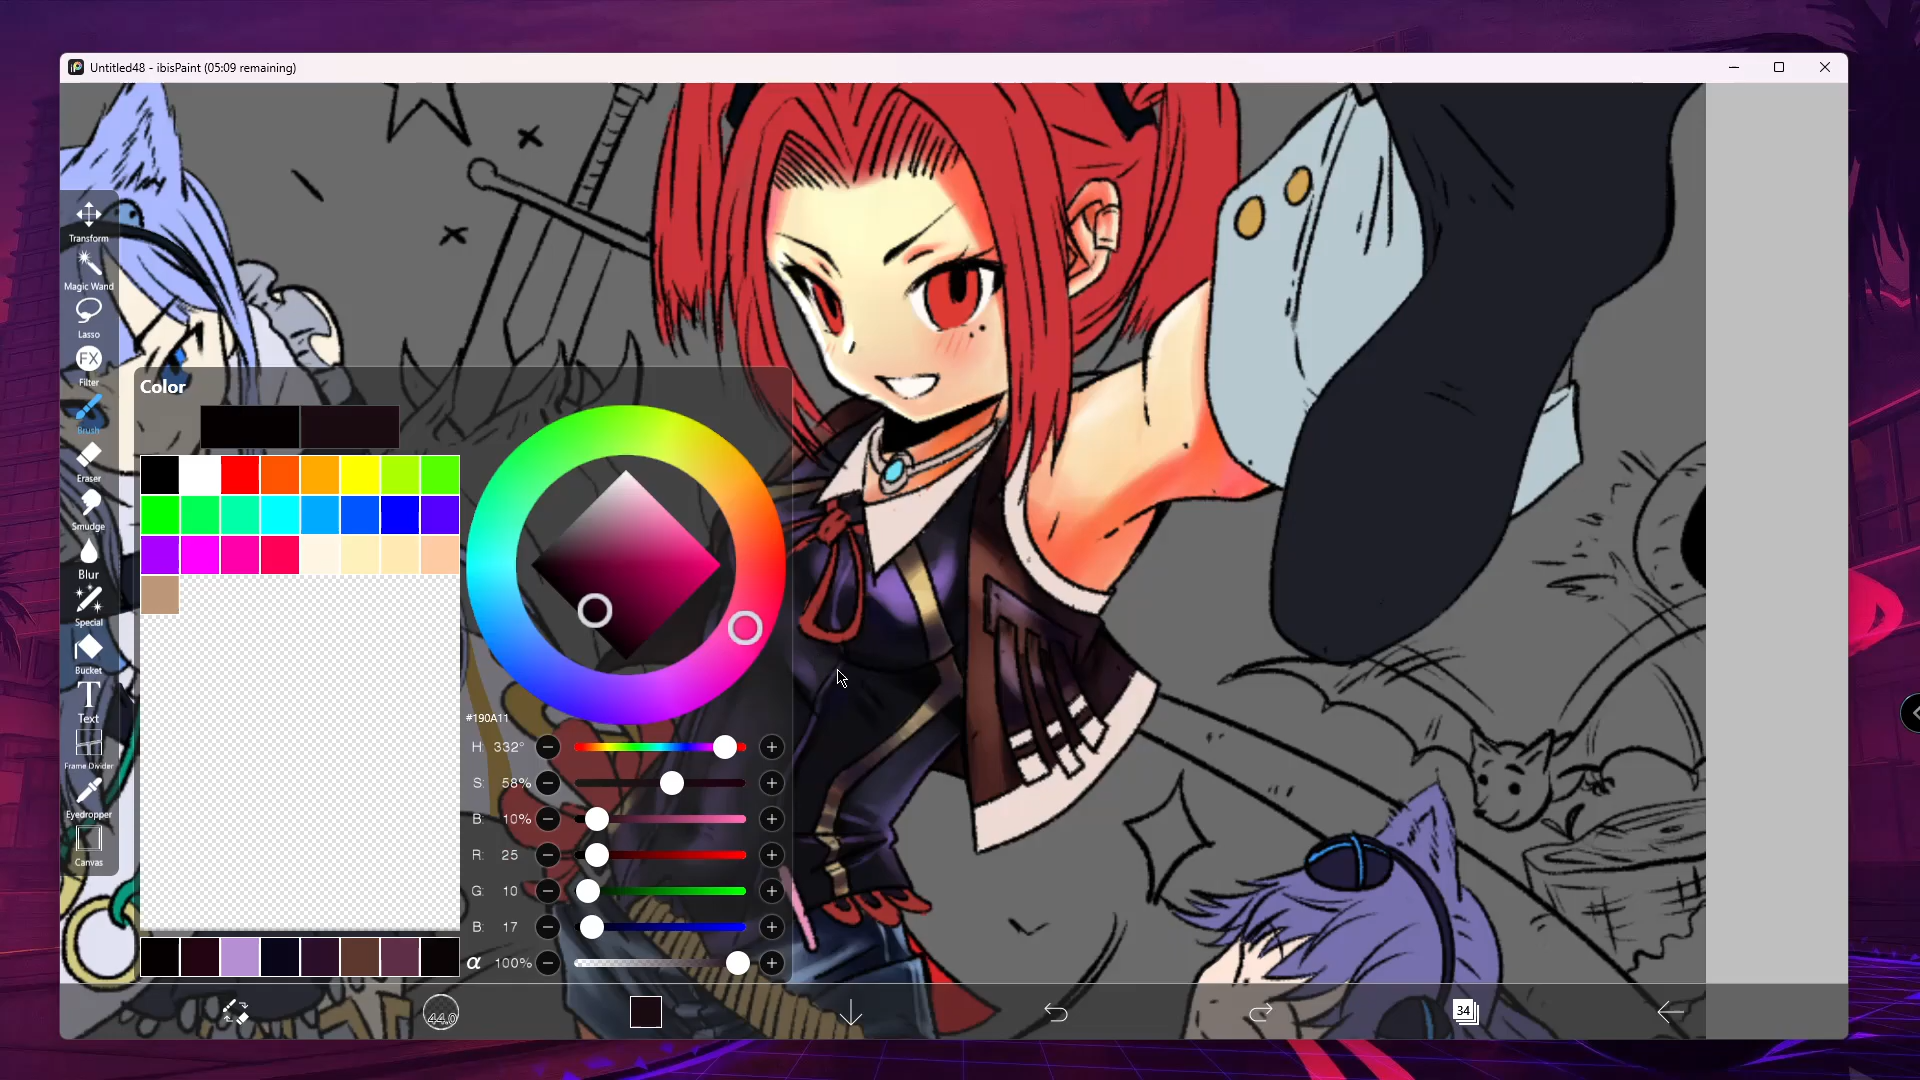 Untitled48 - ibisPaint (05:09 remaining)
Transform
Magic Wand
Lasso
FX
Filter
Brush
Eraser
Smudge
Blur
Special
Bucket
T
Text
Frame Divider
Eyedropper
Canvas
Color
#190A11
H: 332°
S: 58%
B: 10%
R: 25
G: 10
B: 17
α 100%
44.0
34